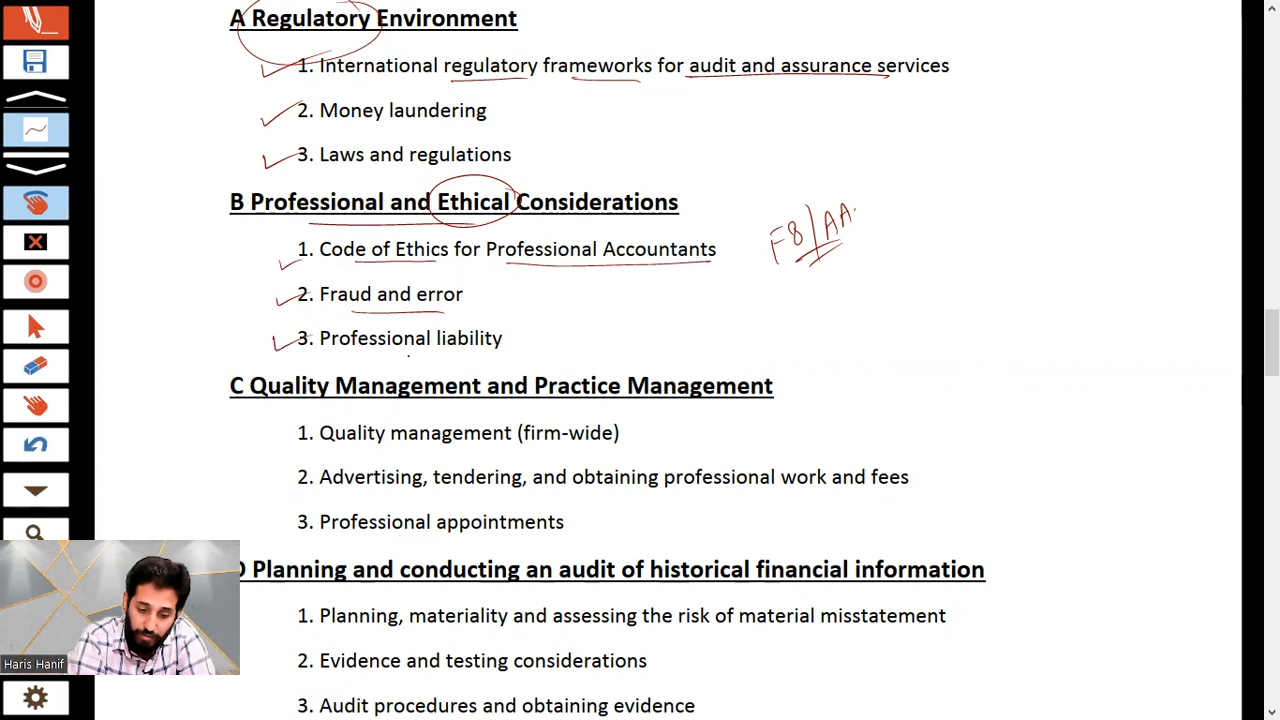 A Regulatory Environment
1. International regulatory frameworks for audit and assurance services
2. Money laundering
3. Laws and regulations
B Professional and Ethical Considerations
F8/AA
1. Code of Ethics for Professional Accountants
2. Fraud and error
3. Professional liability
C Quality Management and Practice Management
1. Quality management (firm-wide)
2. Advertising, tendering, and obtaining professional work and fees
3. Professional appointments
D Planning and conducting an audit of historical financial information
1. Planning, materiality and assessing the risk of material misstatement
2. Evidence and testing considerations
3. Audit procedures and obtaining evidence
Haris Hanif